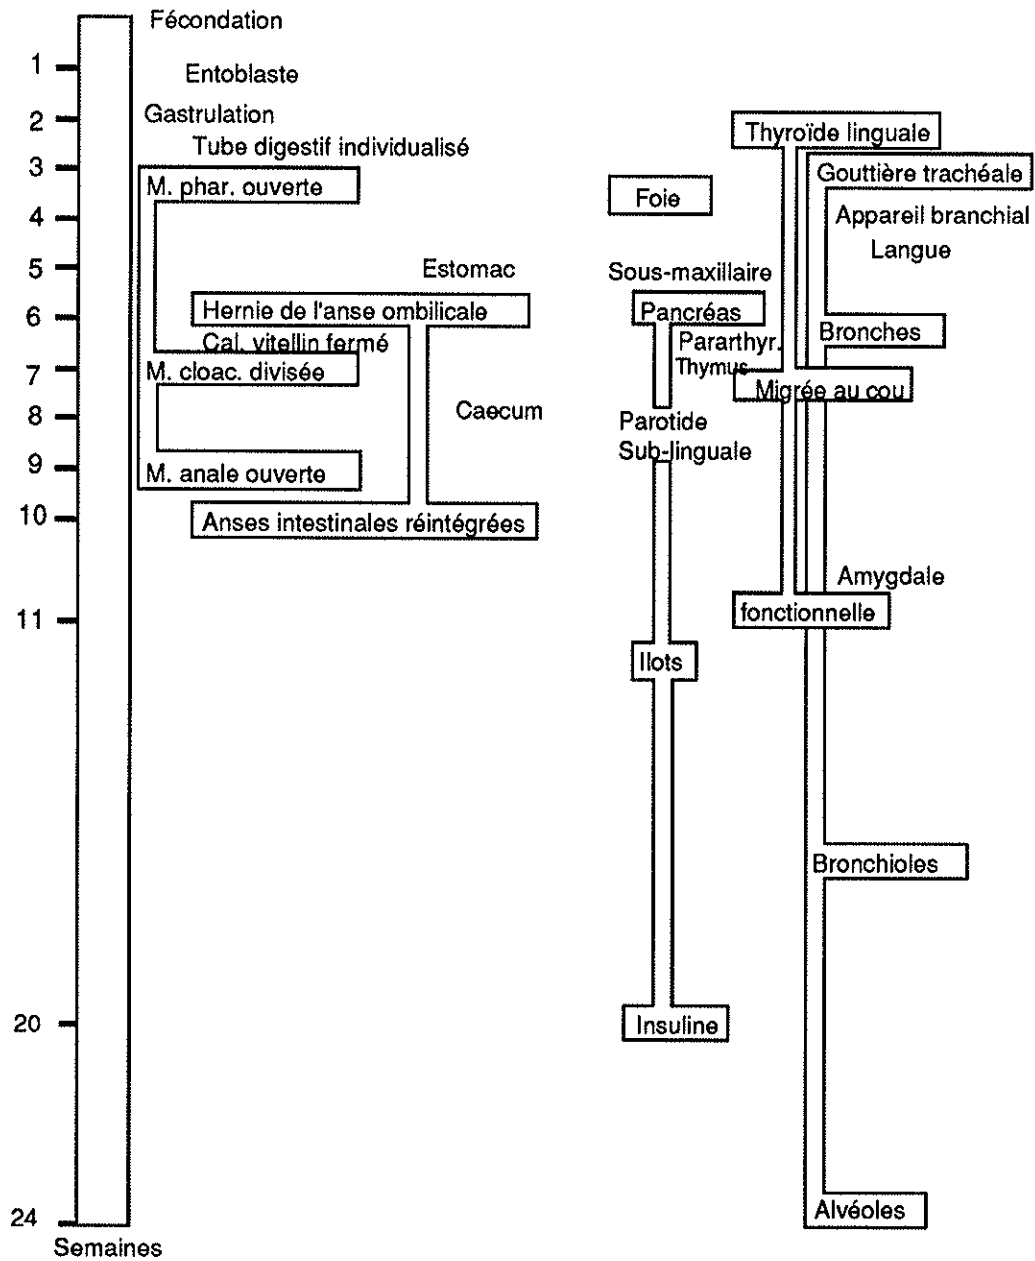 Fécondation
1
Entoblaste
2
Gastrulation
Thyroïde linguale
Tube digestif individualisé
3
M. phar. ouverte
Foie
Gouttière trachéale
4
Appareil branchial
Langue
5
Estomac
Sous-maxillaire
6
Hernie de l'anse ombilicale
Pancréas
Bronches
Cal. vitellin fermé
Pararthyr.
Thymus
7
M. cloac. divisée
Migrée au cou
8
Caecum
Parotide
Sub-linguale
9
M. anale ouverte
10
Anses intestinales réintégrées
Amygdale
11
fonctionnelle
Ilots
Bronchioles
20
Insuline
24
Alvéoles
Semaines